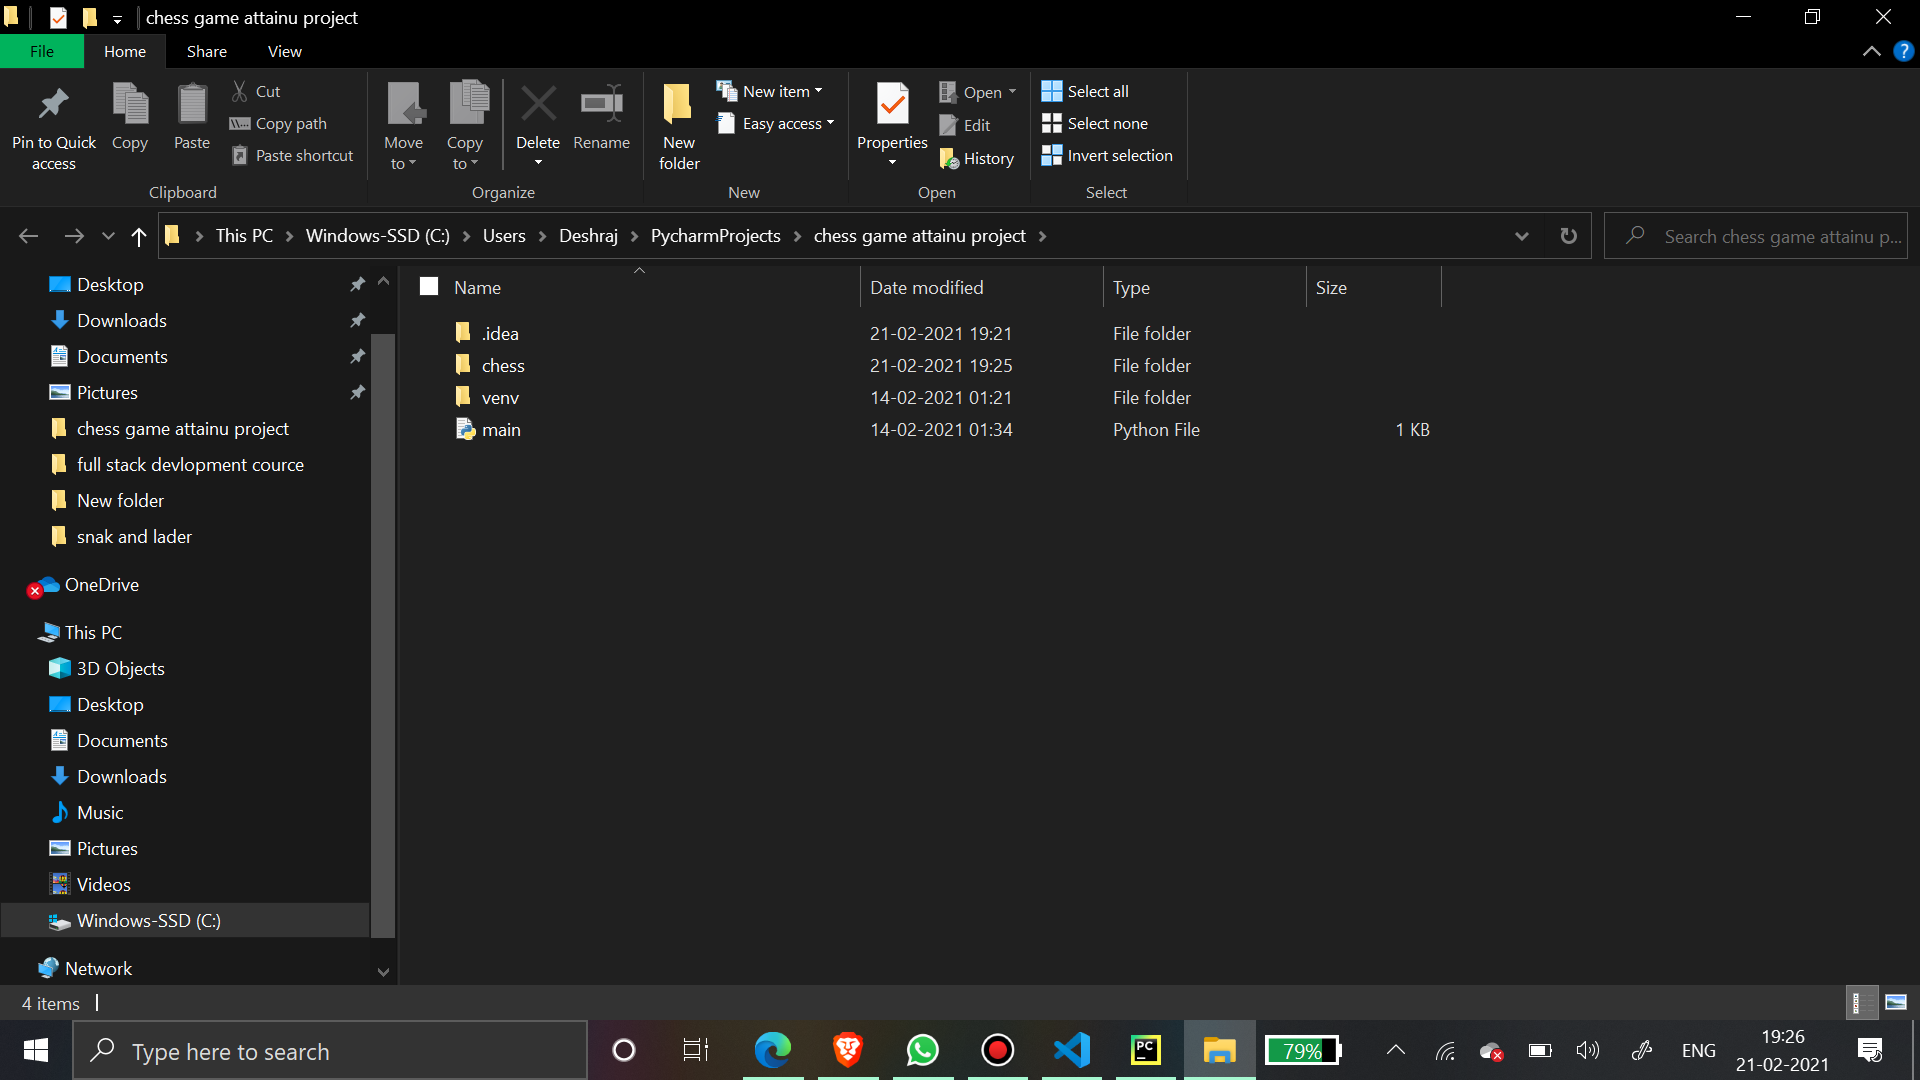 chess game attainu project
File Home Share View
Pin to Quick access
Copy
Paste
Cut
Copy path
Paste shortcut
Clipboard
Move to
Copy to
Delete
Rename
Organize
New folder
New item
Easy access
New
Properties
Open
Edit
History
Open
Select all
Select none
Invert selection
Select
This PC Windows-SSD (C:) Users Deshraj PycharmProjects chess game attainu project
Search chess game attainu p...
Desktop
Downloads
Documents
Pictures
chess game attainu project
full stack devlopment cource
New folder
snak and lader
OneDrive
This PC
3D Objects
Desktop
Documents
Downloads
Music
Pictures
Videos
Windows-SSD (C:)
Network
Name Date modified Type Size
.idea 21-02-2021 19:21 File folder
chess 21-02-2021 19:25 File folder
venv 14-02-2021 01:21 File folder
main 14-02-2021 01:34 Python File 1 KB
4 items
Type here to search
PC
79%
ENG
19:26
21-02-2021